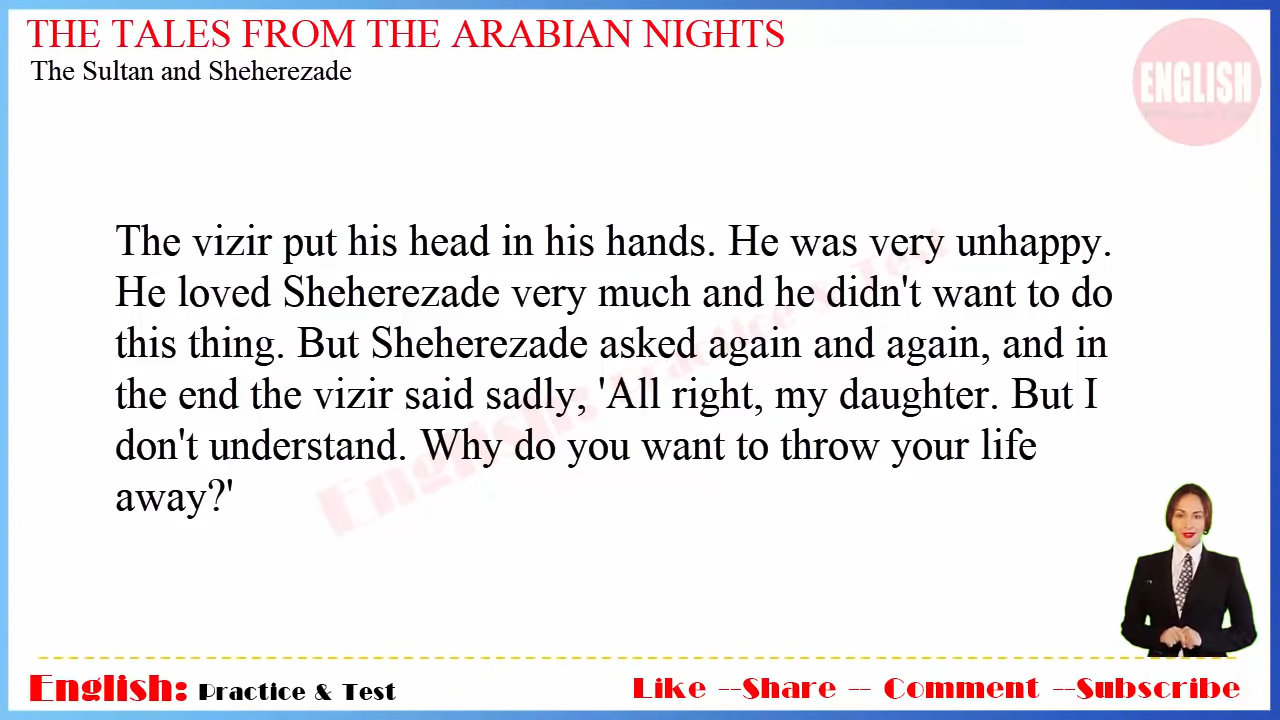 THE TALES FROM THE ARABIAN NIGHTS
The Sultan and Sheherezade
ENGLISH
The vizir put his head in his hands. He was very unhappy.
He loved Sheherezade very much and he didn't want to do
this thing. But Sheherezade asked again and again, and in
the end the vizir said sadly, 'All right, my daughter. But I
don't understand. Why do you want to throw your life
away?'
English: Practice & Test
English: Practice & Test
Like --Share -- Comment --Subscribe